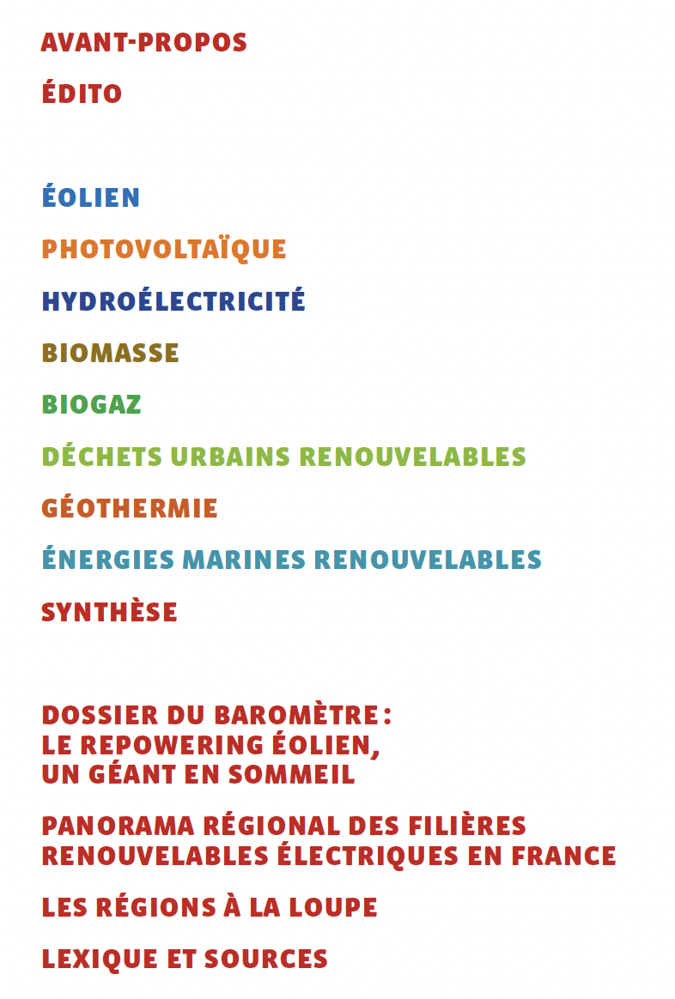 AVANT-PROPOS
ÉDITO
ÉOLIEN
PHOTOVOLTAÏQUE
HYDROÉLECTRICITÉ
BIOMASSE
BIOGAZ
DÉCHETS URBAINS RENOUVELABLES
GÉOTHERMIE
ÉNERGIES MARINES RENOUVELABLES
SYNTHÈSE
DOSSIER DU BAROMÈTRE :
LE REPOWERING ÉOLIEN,
UN GÉANT EN SOMMEIL
PANORAMA RÉGIONAL DES FILIÈRES
RENOUVELABLES ÉLECTRIQUES EN FRANCE
LES RÉGIONS À LA LOUPE
LEXIQUE ET SOURCES